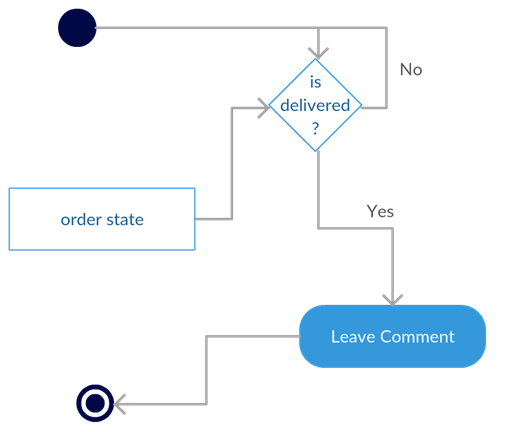 is
delivered
?
No
order state
Yes
Leave Comment